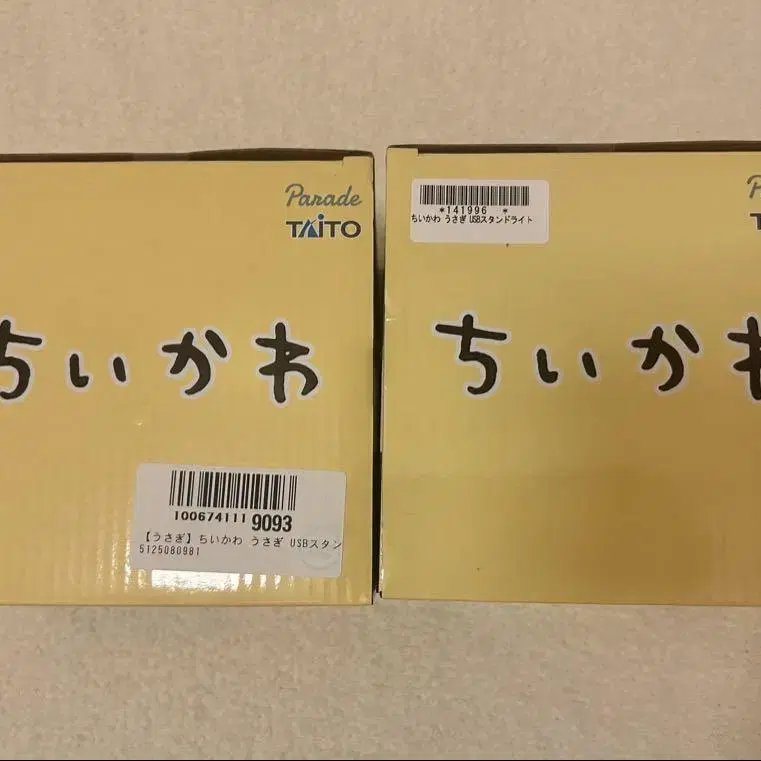 Parade
TAITO
ちいかわ
1006741119093
【うさぎ】ちいかわ うさぎ USBスタン
5125080981
*141996 *
ちいかわ うさぎ USBスタンドライト
ちいかわ